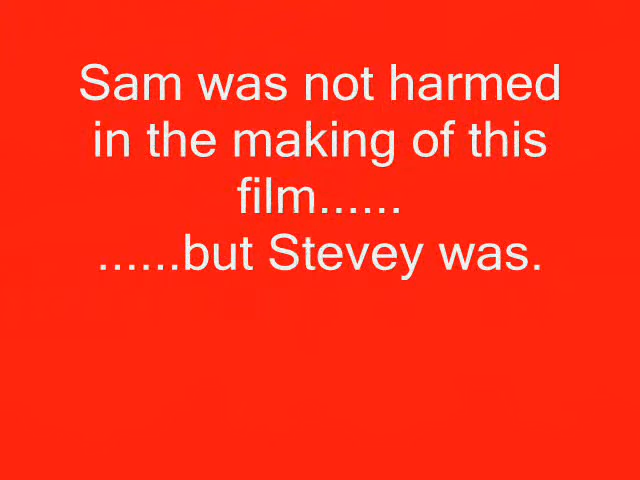 Sam was not harmed
in the making of this
film......
......but Stevey was.